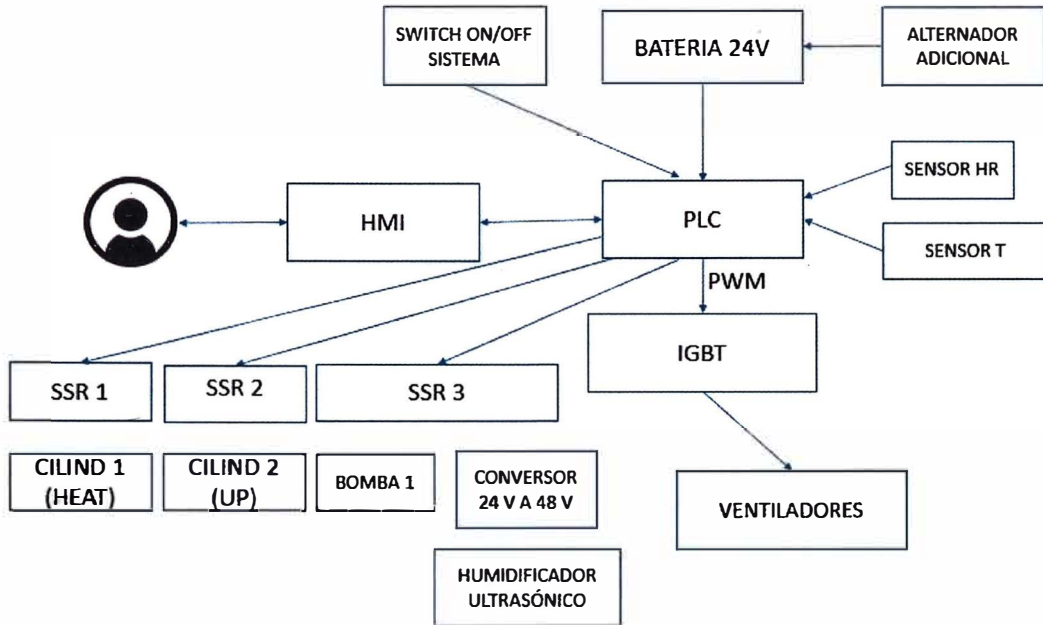 SWITCH ON/OFF
SISTEMA
BATERIA 24V
ALTERNADOR
ADICIONAL
SENSOR HR
HMI
PLC
SENSOR T
PWM
IGBT
SSR 1
SSR 2
SSR 3
CILIND 1
(HEAT)
CILIND 2
(UP)
BOMBA 1
CONVERSOR
24 V A 48 V
VENTILADORES
HUMIDIFICADOR
ULTRASÓNICO